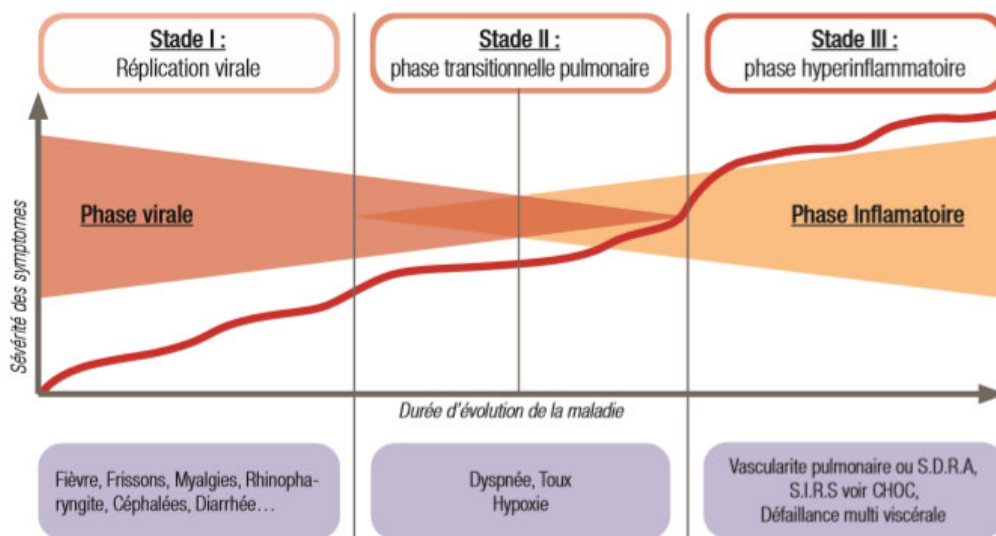 Stade I :
Réplication virale
Stade II :
phase transitionnelle pulmonaire
Stade III :
phase hyperinflammatoire
Sévérité des symptomes
Phase virale
Phase Inflamatoire
Durée d'évolution de la maladie
Fièvre, Frissons, Myalgies, Rhinopha-
ryngite, Céphalées, Diarrhée...
Dyspnée, Toux
Hypoxie
Vascularite pulmonaire ou S.D.R.A,
S.I.R.S voir CHOC,
Défaillance multi viscérale